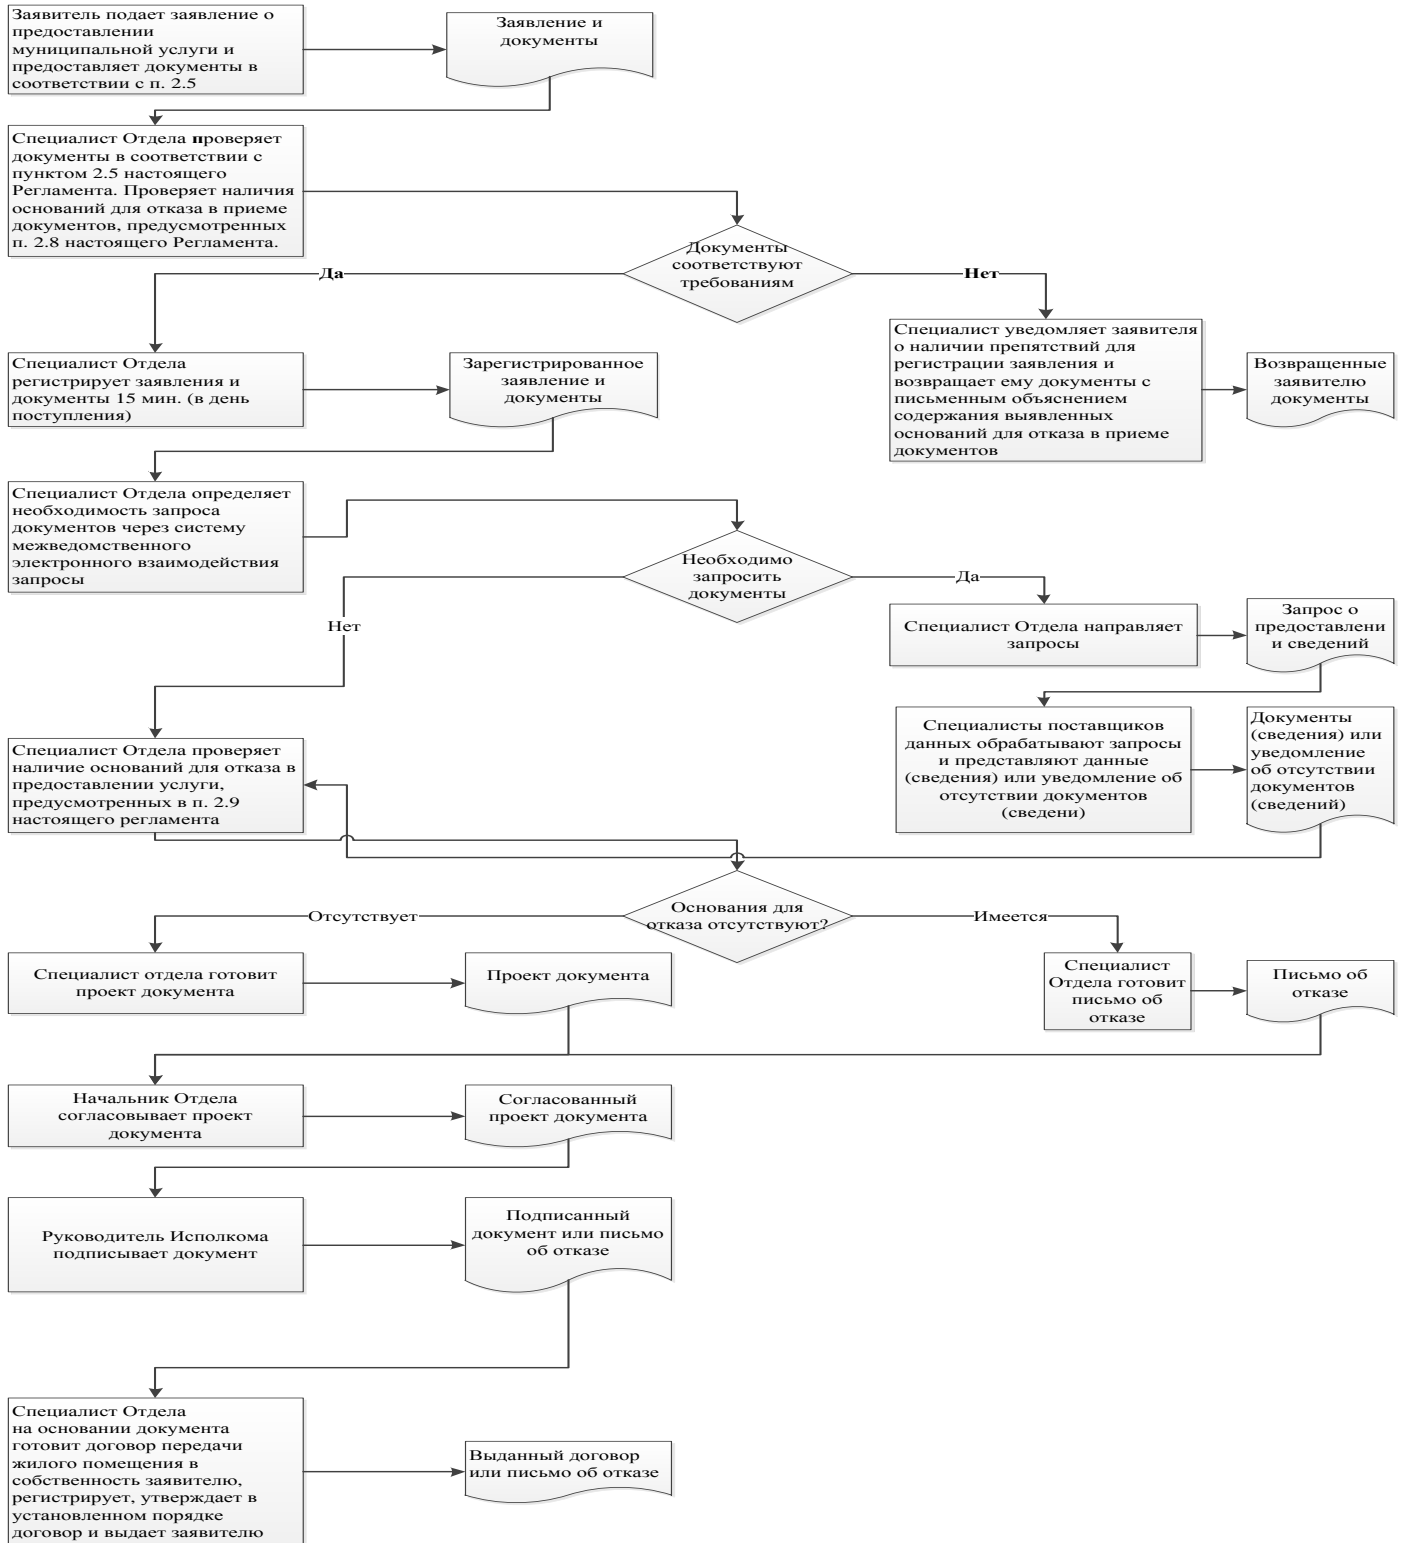 Заявитель подает заявление о
предоставлении
муниципальной услуги и
предоставляет документы в
соответствии с п. 2.5
Заявление и
документы
Специалист Отдела проверяет
документы в соответствии с
пунктом 2.5 настоящего
Регламента. Проверяет наличия
оснований для отказа в приеме
документов, предусмотренных
п. 2.8 настоящего Регламента.
Документы
соответствуют
требованиям
Да
Нет
Специалист Отдела
регистрирует заявления и
документы 15 мин. (в день
поступления)
Зарегистрированное
заявление и
документы
Специалист уведомляет заявителя
о наличии препятствий для
регистрации заявления и
возвращает ему документы с
письменным объяснением
содержания выявленных
оснований для отказа в приеме
документов
Возвращенные
заявителю
документы
Специалист Отдела определяет
необходимость запроса
документов через систему
межведомственного
электронного взаимодействия
запросы
Необходимо
запросить
документы
Да
Нет
Специалист Отдела направляет
запросы
Запрос о
предоставлени
и сведений
Специалист Отдела проверяет
наличие оснований для отказа в
предоставлении услуги,
предусмотренных в п. 2.9
настоящего регламента
Специалисты поставщиков
данных обрабатывают запросы
и представляют данные
(сведения) или уведомление об
отсутствии документов
(сведени)
Документы
(сведения) или
уведомление
об отсутствии
документов
(сведений)
Основания для
отказа отсутствуют?
Отсутствует
Имеется
Специалист отдела готовит
проект документа
Проект документа
Специалист
Отдела готовит
письмо об
отказе
Письмо об
отказе
Начальник Отдела
согласовывает проект
документа
Согласованный
проект документа
Руководитель Исполкома
подписывает документ
Подписанный
документ или письмо
об отказе
Специалист Отдела
на основании документа
готовит договор передачи
жилого помещения в
собственность заявителю,
регистрирует, утверждает в
установленном порядке
договор и выдает заявителю
Выданный договор
или письмо об отказе